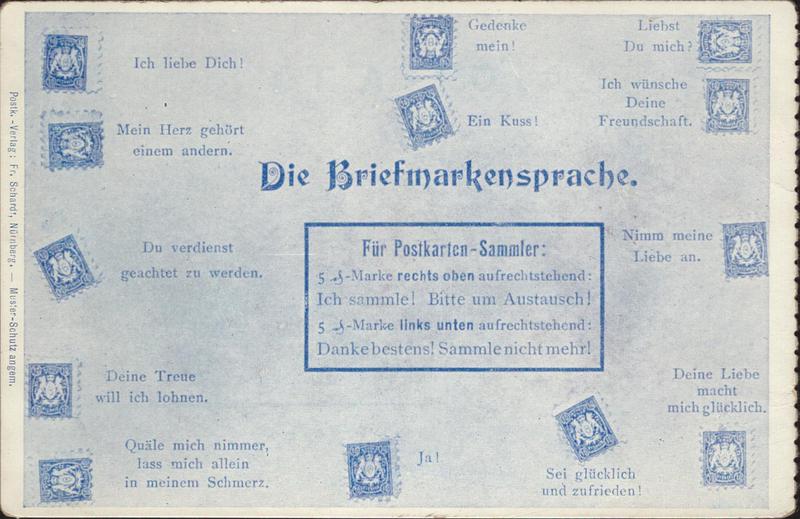 Ich liebe Dich!
Gedenke
mein!
Liebst
Du mich?
Mein Herz gehört
einem andern.
Ein Kuss!
Ich wünsche
Deine
Freundschaft.
Die Briefmarkensprache.
Du verdienst
geachtet zu werden.
Für Postkarten-Sammler:
5 ₰-Marke rechts oben aufrechtstehend:
Ich sammle! Bitte um Austausch!
5 ₰-Marke links unten aufrechtstehend:
Danke bestens! Sammle nicht mehr!
Nimm meine
Liebe an.
Deine Treue
will ich lohnen.
Deine Liebe
macht
mich glücklich.
Quäle mich nimmer,
lass mich allein
in meinem Schmerz.
Ja!
Sei glücklich
und zufrieden!
Postk.-Verlag: Fr. Schardt, Nürnberg. — Muster-Schutz angem.